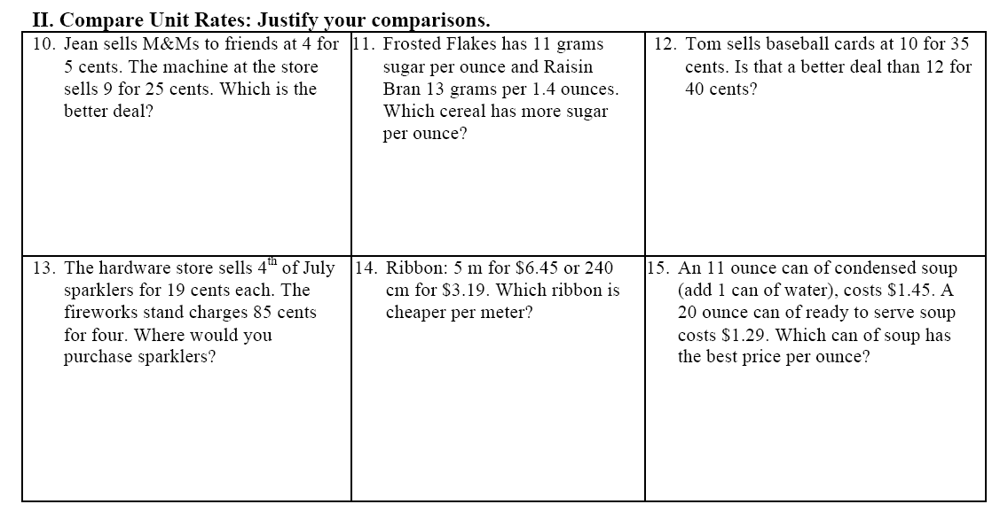 II. Compare Unit Rates: Justify your comparisons.
10. Jean sells M&Ms to friends at 4 for
5 cents. The machine at the store
sells 9 for 25 cents. Which is the
better deal?
11. Frosted Flakes has 11 grams
sugar per ounce and Raisin
Bran 13 grams per 1.4 ounces.
Which cereal has more sugar
per ounce?
12. Tom sells baseball cards at 10 for 35
cents. Is that a better deal than 12 for
40 cents?
13. The hardware store sells 4th of July
sparklers for 19 cents each. The
fireworks stand charges 85 cents
for four. Where would you
purchase sparklers?
14. Ribbon: 5 m for $6.45 or 240
cm for $3.19. Which ribbon is
cheaper per meter?
15. An 11 ounce can of condensed soup
(add 1 can of water), costs $1.45. A
20 ounce can of ready to serve soup
costs $1.29. Which can of soup has
the best price per ounce?